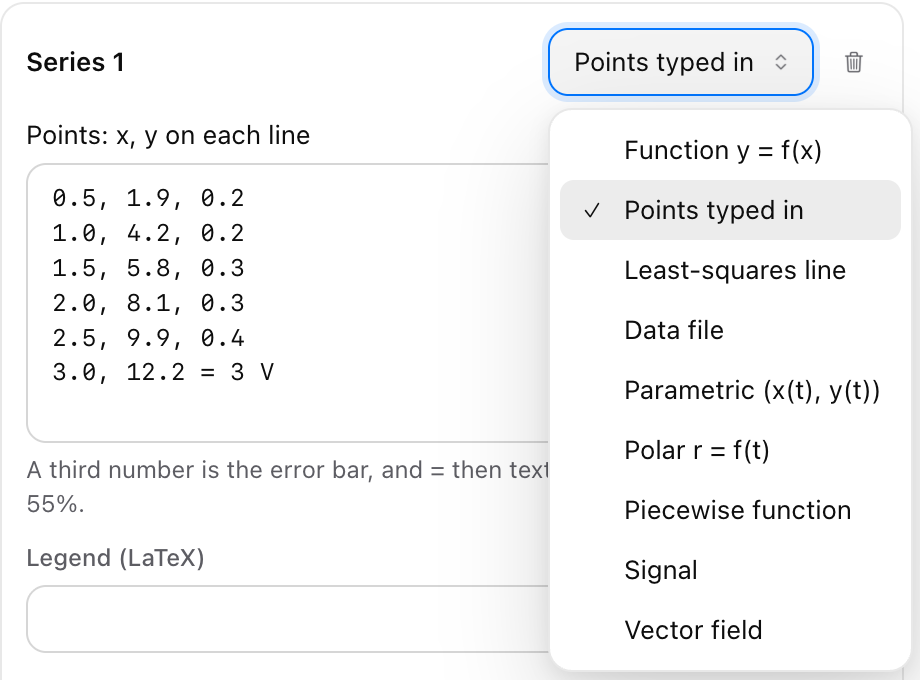 Series 1
Points typed in
Points: x, y on each line
0.5, 1.9, 0.2
1.0, 4.2, 0.2
1.5, 5.8, 0.3
2.0, 8.1, 0.3
2.5, 9.9, 0.4
3.0, 12.2 = 3 V
A third number is the error bar, and = then text
55%.
Legend (LaTeX)
Function y = f(x)
✓ Points typed in
Least-squares line
Data file
Parametric (x(t), y(t))
Polar r = f(t)
Piecewise function
Signal
Vector field